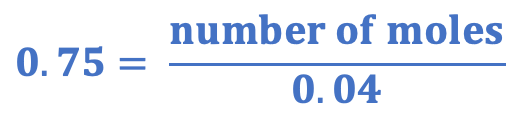 0.75 = number of moles
0.04